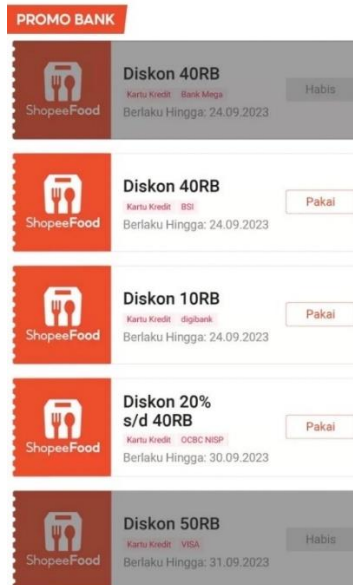 PROMO BANK
Diskon 40RB
Kartu Kredit Bank Mega
Habis
ShopeeFood
Berlaku Hingga: 24.09.2023
Diskon 40RB
Kartu Kredit BSI
Pakai
ShopeeFood
Berlaku Hingga: 24.09.2023
Diskon 10RB
Kartu Kredit digibank
Pakai
ShopeeFood
Berlaku Hingga: 24.09.2023
Diskon 20%
s/d 40RB
Pakai
Kartu Kredit OCBC NISP
ShopeeFood
Berlaku Hingga: 30.09.2023
Diskon 50RB
Kartu Kredit VISA
Habis
ShopeeFood
Berlaku Hingga: 31.09.2023